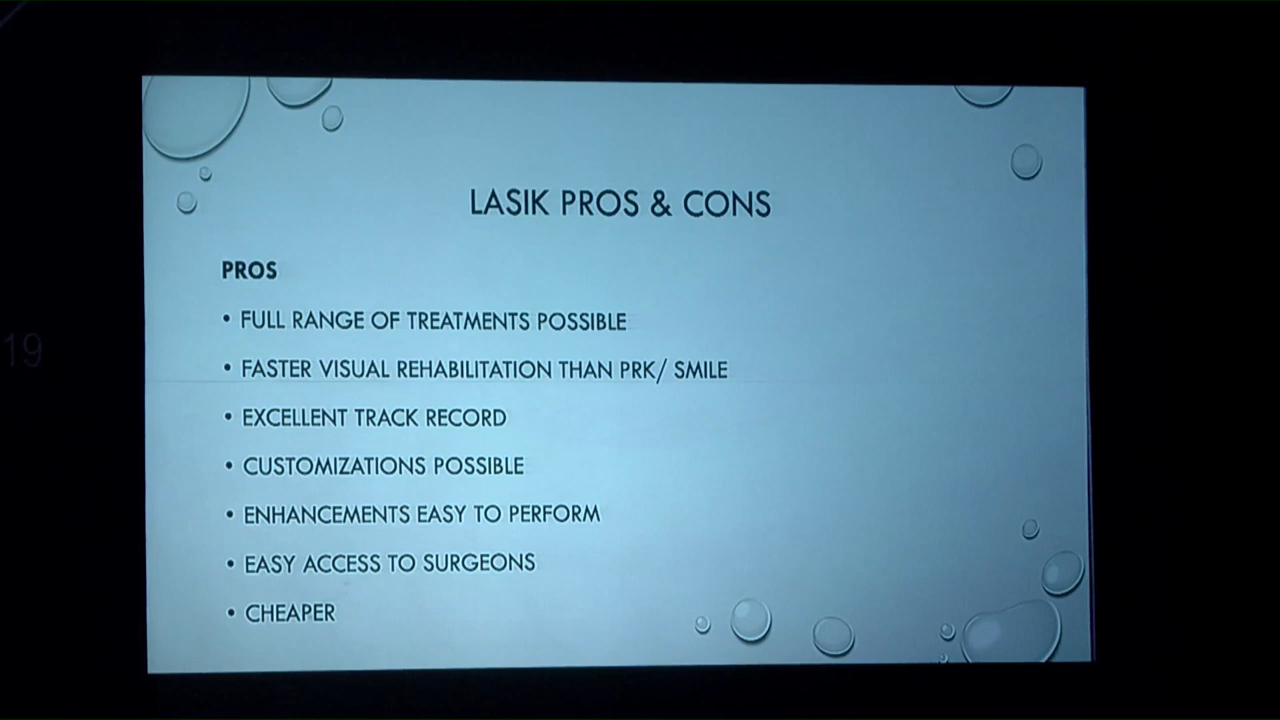 LASIK PROS & CONS
PROS
• FULL RANGE OF TREATMENTS POSSIBLE
• FASTER VISUAL REHABILITATION THAN PRK/ SMILE
• EXCELLENT TRACK RECORD
• CUSTOMIZATIONS POSSIBLE
19
• ENHANCEMENTS EASY TO PERFORM
• EASY ACCESS TO SURGEONS
• CHEAPER